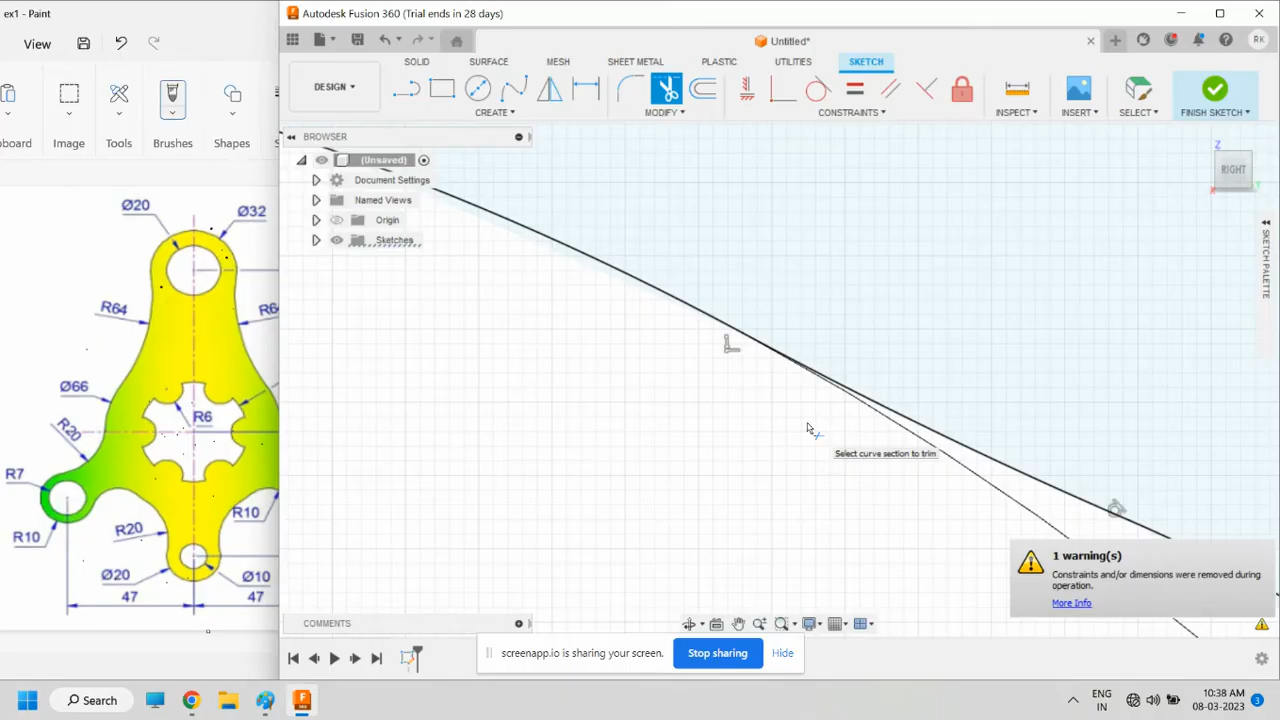 ex1 - Paint
Autodesk Fusion 360 (Trial ends in 28 days)
View
Untitled*
RK
SOLID SURFACE MESH SHEET METAL PLASTIC UTILITIES SKETCH
DESIGN
CREATE MODIFY CONSTRAINTS INSPECT INSERT SELECT FINISH SKETCH
Image Tools Brushes Shapes
BROWSER
(Unsaved)
Document Settings
Named Views
Origin
Sketches
Z
RIGHT
X
Y
SKETCH PALETTE
Ø20
Ø32
R64
Ø66
R6
R20
R7
R10
R20
R10
Ø20
Ø10
47
47
Select curve section to trim
1 warning(s)
Constraints and/or dimensions were removed during
operation.
More Info
COMMENTS
screenapp.io is sharing your screen.
Stop sharing
Hide
Search
F
360
ENG
IN
10:38 AM
08-03-2023
3